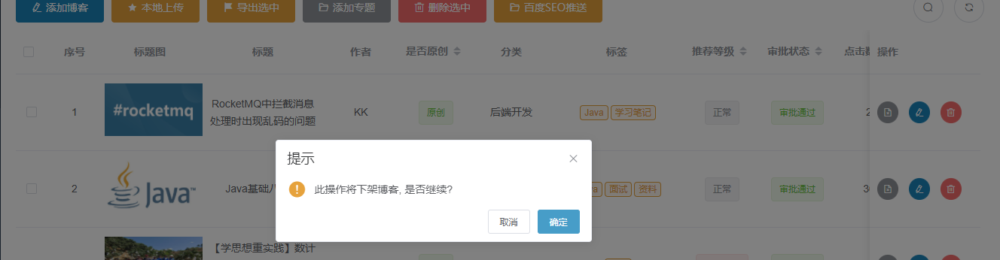 添加博客 本地上传 导出选中 添加专题 删除选中 百度SEO推送
序号 标题图 标题 作者 是否原创 分类 标签 推荐等级 审批状态 点击 操作
1 #rocketmq RocketMQ中拦截消息 KK 原创 后端开发 Java 学习笔记 正常 审批通过 2
处理时出现乱码的问题
提示
2 Java Java基础 面试 资料 正常 审批通过 3
此操作将下架博客, 是否继续?
取消 确定
【学思想重实践】数计